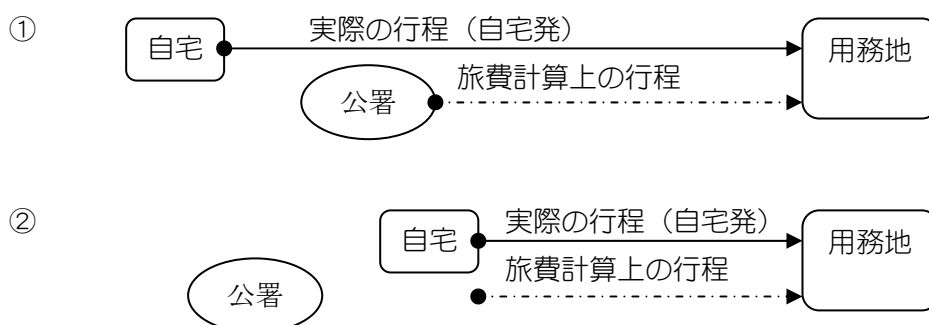 ①
自宅
実際の行程（自宅発）
用務地
公署
旅費計算上の行程
②
自宅
実際の行程（自宅発）
用務地
旅費計算上の行程
公署